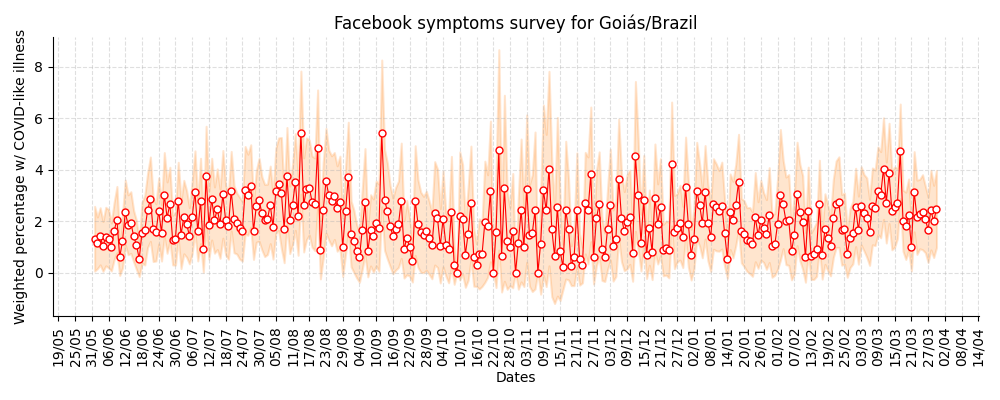 Facebook symptoms survey for Goiás/Brazil
Weighted percentage w/ COVID-like illness
8
6
4
2
0
19/05 25/05 31/05 06/06 12/06 18/06 24/06 30/06 06/07 12/07 18/07 24/07 30/07 05/08 11/08 17/08 23/08 29/08 04/09 10/09 16/09 22/09 28/09 04/10 10/10 16/10 22/10 28/10 03/11 09/11 15/11 21/11 27/11 03/12 09/12 15/12 21/12 27/12 02/01 08/01 14/01 20/01 26/01 01/02 07/02 13/02 19/02 25/02 03/03 09/03 15/03 21/03 27/03 02/04 08/04 14/04
Dates